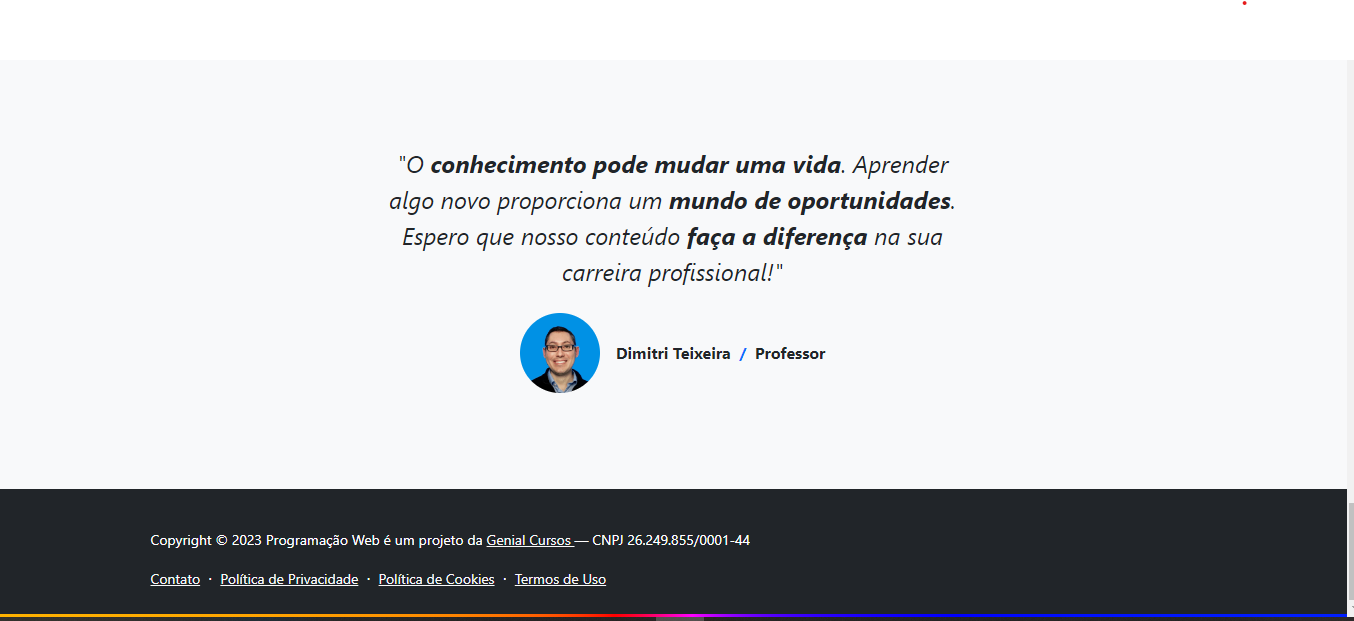 "O conhecimento pode mudar uma vida. Aprender
algo novo proporciona um mundo de oportunidades.
Espero que nosso conteúdo faça a diferença na sua
carreira profissional!"
Dimitri Teixeira / Professor
Copyright © 2023 Programação Web é um projeto da Genial Cursos — CNPJ 26.249.855/0001-44
Contato · Política de Privacidade · Política de Cookies · Termos de Uso